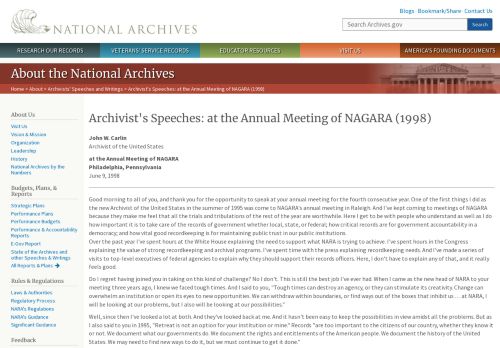 Blogs · Bookmark/Share · Contact Us
NATIONAL ARCHIVES
Search Archives.gov
Search
RESEARCH OUR RECORDS
VETERANS' SERVICE RECORDS
EDUCATOR RESOURCES
VISIT US
AMERICA'S FOUNDING DOCUMENTS
About the National Archives
Home > About > Archivists' Speeches and Writings > Archivist's Speeches: at the Annual Meeting of NAGARA (1998)
About Us
Visit Us
Vision & Mission
Organization
Leadership
History
National Archives by the
Numbers
Budgets, Plans, &
Reports
Strategic Plans
Performance Plans
Performance Budgets
Performance & Accountability
Reports
E-Gov Report
State of the Archives and
other Speeches & Writings
All Reports & Plans
Rules & Regulations
Laws & Authorities
Regulatory Process
NARA's Regulations
NARA's Guidance
Significant Guidance
Feedback
Archivist's Speeches: at the Annual Meeting of NAGARA (1998)
John W. Carlin
Archivist of the United States
at the Annual Meeting of NAGARA
Philadelphia, Pennsylvania
June 9, 1998
Good morning to all of you, and thank you for the opportunity to speak at your annual meeting for the fourth consecutive year. One of the first things I did as
the new Archivist of the United States in the summer of 1995 was come to NAGARA's annual meeting in Raleigh. And I've kept coming to meetings of NAGARA
because they make me feel that all the trials and tribulations of the rest of the year are worthwhile. Here I get to be with people who understand as well as I do
how important it is to take care of the records of government whether local, state, or federal; how critical records are for government accountability in a
democracy; and how vital good recordkeeping is for maintaining public trust in our public institutions.
Over the past year I've spent hours at the White House explaining the need to support what NARA is trying to achieve. I've spent hours in the Congress
explaining the value of strong recordkeeping and archival programs. I've spent time with the press explaining recordkeeping needs. And I've made a series of
visits to top-level executives of federal agencies to explain why they should support their records officers. Here, I don't have to explain any of that, and it really
feels good.
Do I regret having joined you in taking on this kind of challenge? No I don't. This is still the best job I've ever had. When I came as the new head of NARA to your
meeting three years ago, I knew we faced tough times. And I said to you, "Tough times can destroy an agency, or they can stimulate its creativity. Change can
overwhelm an institution or open its eyes to new opportunities. We can withdraw within boundaries, or find ways out of the boxes that inhibit us . . . at NARA, I
will be looking at our problems, but I also will be looking at our possibilities."
Well, since then I've looked a lot at both. And they've looked back at me. And it hasn't been easy to keep the possibilities in view amidst all the problems. But as
I also said to you in 1995, "Retreat is not an option for your institution or mine." Records "are too important to the citizens of our country, whether they know it
or not. We document what our governments do. We document the rights and entitlements of the American people. We document the history of the United
States. We may need to find new ways to do it, but we must continue to get it done."